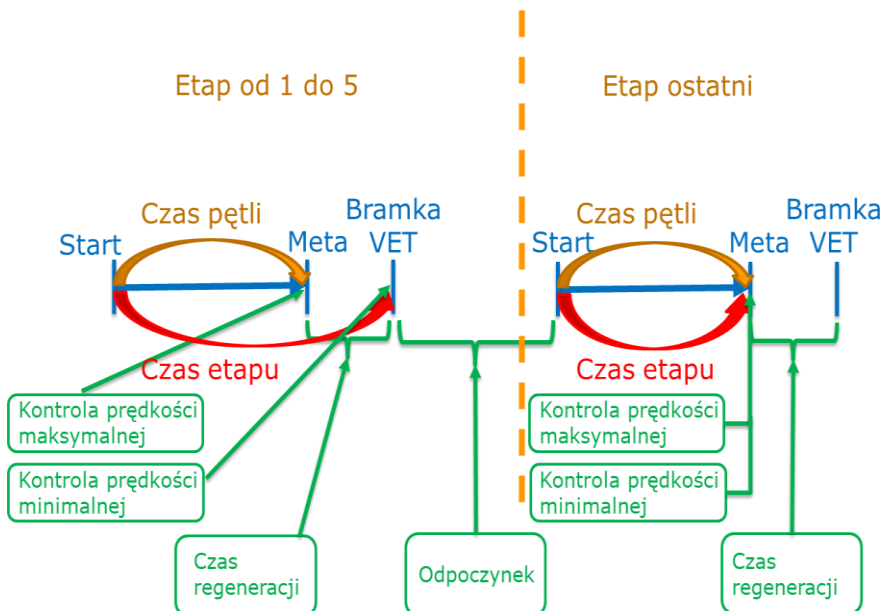 Etap od 1 do 5
Etap ostatni
Start
Czas pętli
Meta
Bramka
VET
Czas etapu
Start
Czas pętli
Meta
Bramka
VET
Czas etapu
Kontrola prędkości
maksymalnej
Kontrola prędkości
minimalnej
Czas
regeneracji
Odpoczynek
Kontrola prędkości
maksymalnej
Kontrola prędkości
minimalnej
Czas
regeneracji